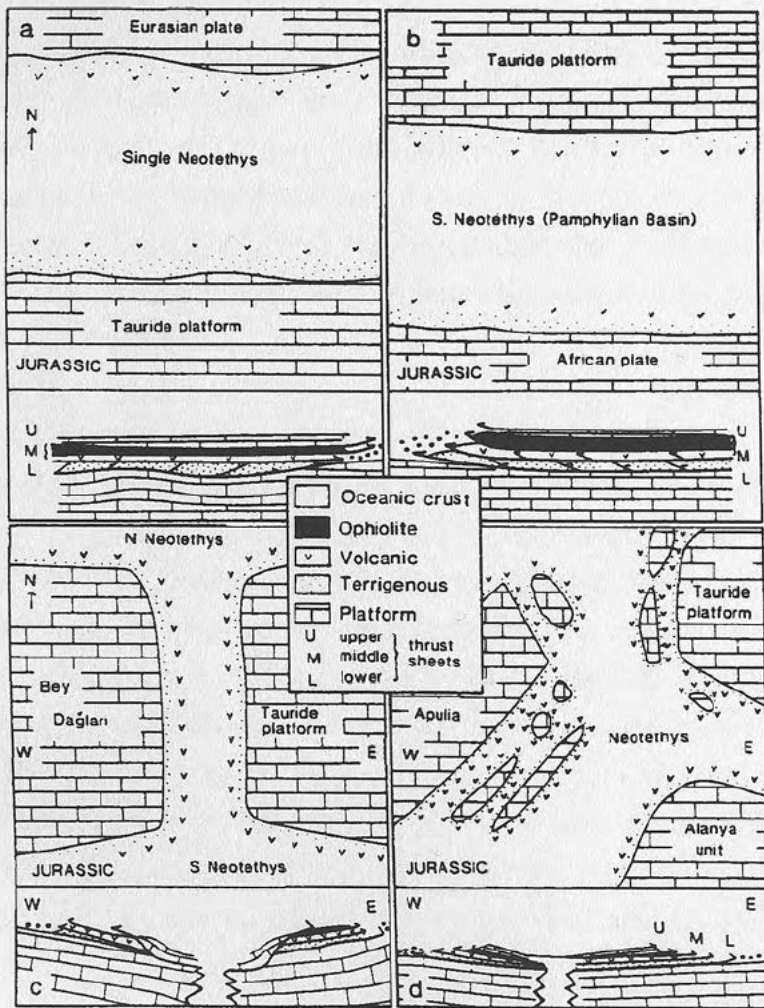 a
Eurasian plate
N
Single Neotethys
Tauride platform
JURASSIC
U
M
L
b
Tauride platform
S. Neotethys (Pamphylian Basin)
African plate
JURASSIC
U
M
L
Oceanic crust
Ophiolite
Volcanic
Terrigenous
Platform
U upper
M middle
L lower
thrust
sheets
N Neotethys
N
Bey
Dağları
W
Tauride
platform
E
JURASSIC
S Neotethys
W
E
c
Tauride
platform
Apulia
W
Neotethys
E
Alanya
unit
JURASSIC
W
E
U
M
L
d